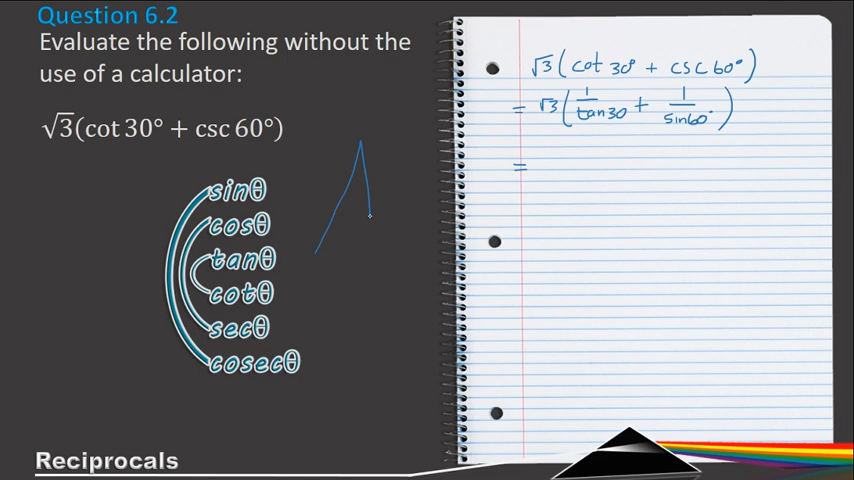 Question 6.2
Evaluate the following without the
use of a calculator:
√3(cot 30° + csc 60°)
sinθ
cosθ
tanθ
cotθ
secθ
cosecθ
Reciprocals
√3(cot 30° + csc 60°)
= √3(1/tan30 + 1/sin60°)
=